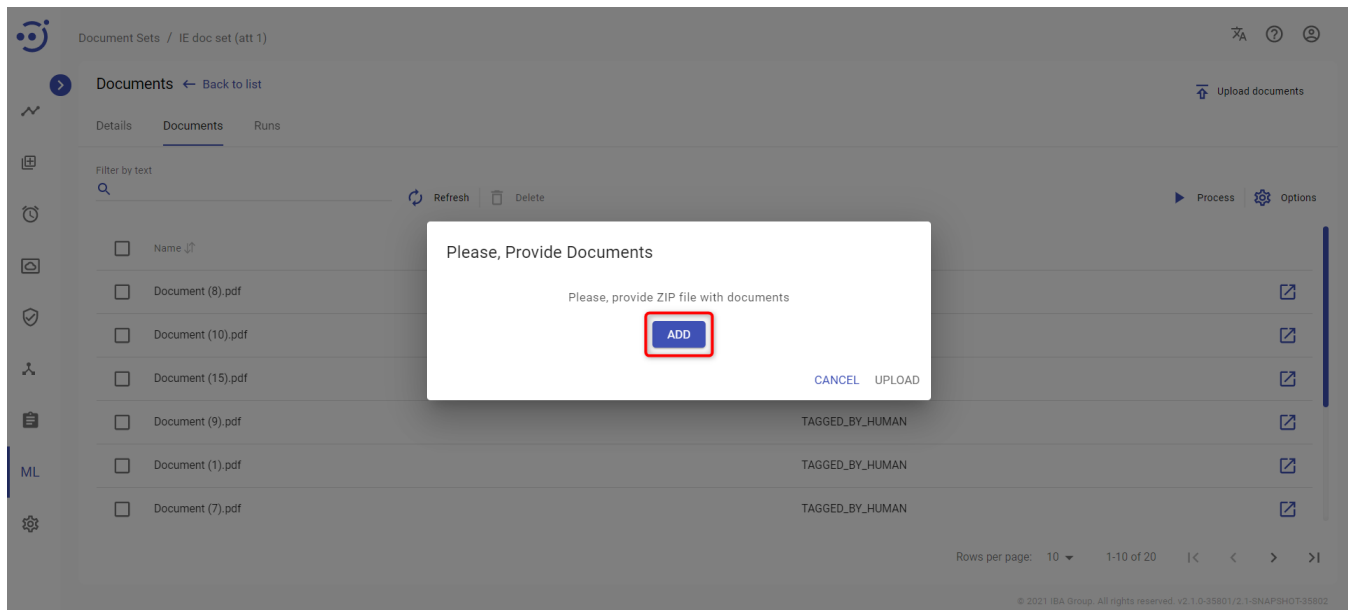 Document Sets / IE doc set (att 1)
Documents ← Back to list
Upload documents
Details Documents Runs
Filter by text
Refresh Delete Process Options
Name
Please, Provide Documents
Document (8).pdf
Please, provide ZIP file with documents
Document (10).pdf
ADD
Document (15).pdf
CANCEL UPLOAD
Document (9).pdf TAGGED_BY_HUMAN
Document (1).pdf TAGGED_BY_HUMAN
ML
Document (7).pdf TAGGED_BY_HUMAN
Rows per page: 10 1-10 of 20
© 2021 IBA Group. All rights reserved. v2.1.0-35801/2.1-SNAPSHOT-35802